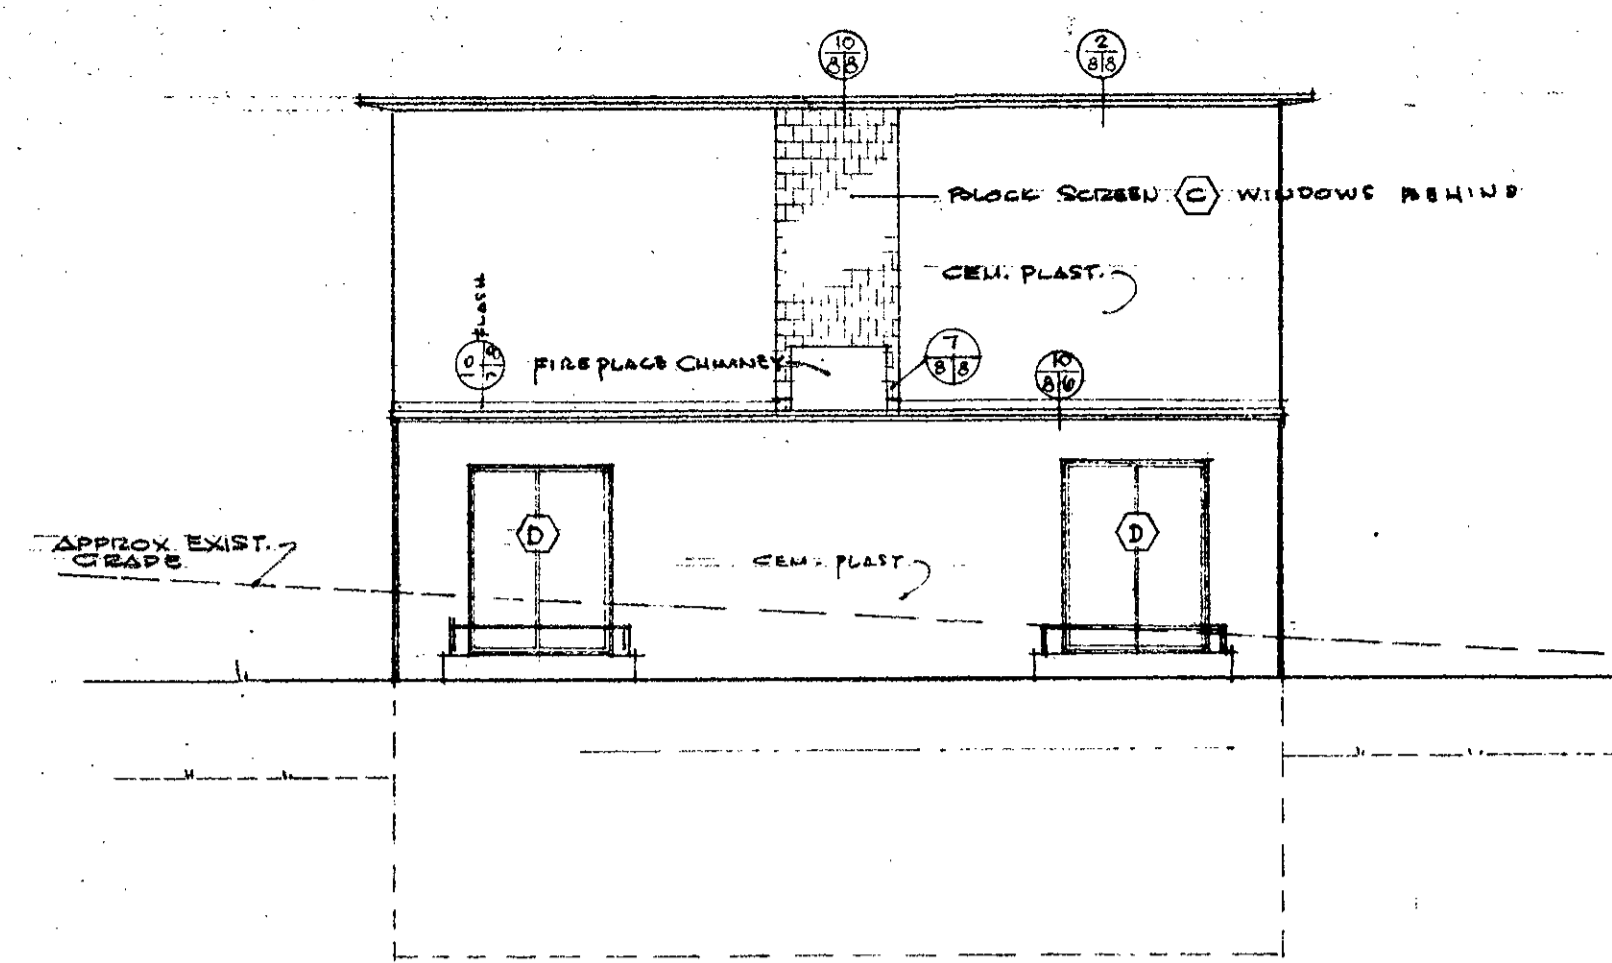 10
8|8
2
8|8
BLOCK SCREEN C WINDOWS BEHIND
CEM. PLAST.
FLASH
FIREPLACE CHIMNEY
7
8|8
10
8|6
D
D
APPROX. EXIST.
GRADE
CEM. PLAST.